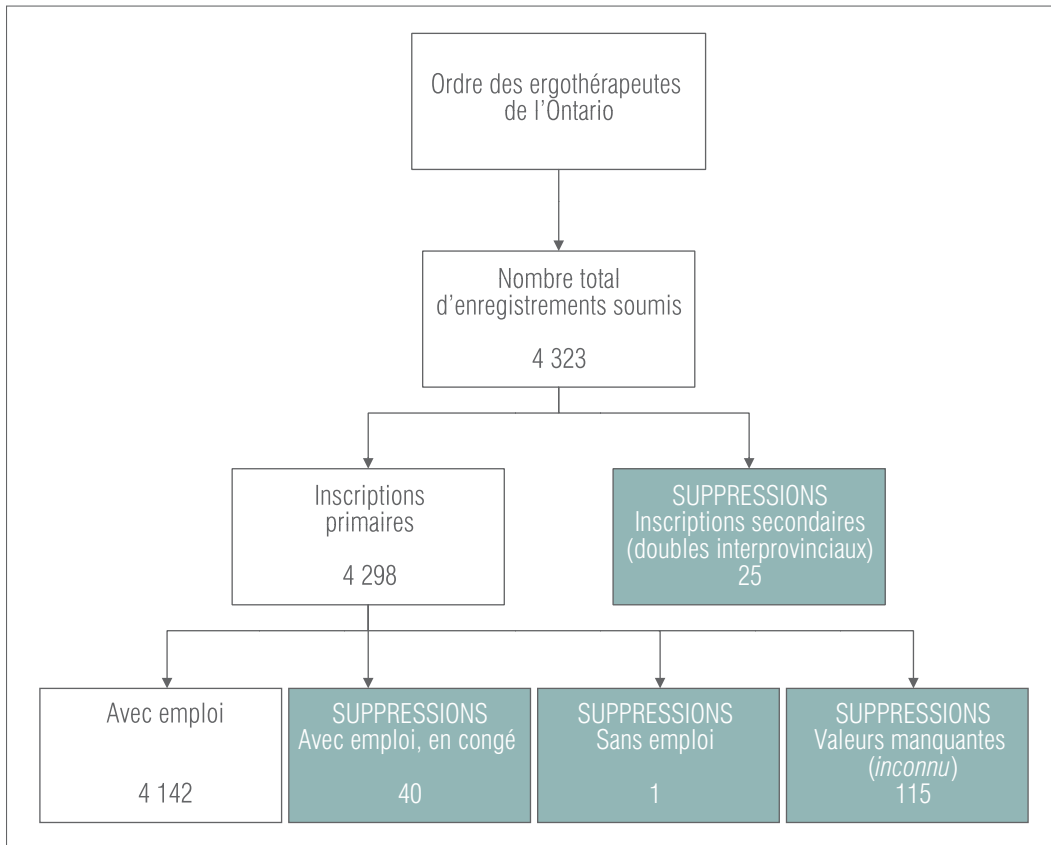 Ordre des ergothérapeutes
de l'Ontario
Nombre total
d'enregistrements soumis
4 323
Inscriptions
primaires
4 298
SUPPRESSIONS
Inscriptions secondaires
(doubles interprovinciaux)
25
Avec emploi
4 142
SUPPRESSIONS
Avec emploi, en congé
40
SUPPRESSIONS
Sans emploi
1
SUPPRESSIONS
Valeurs manquantes
(inconnu)
115